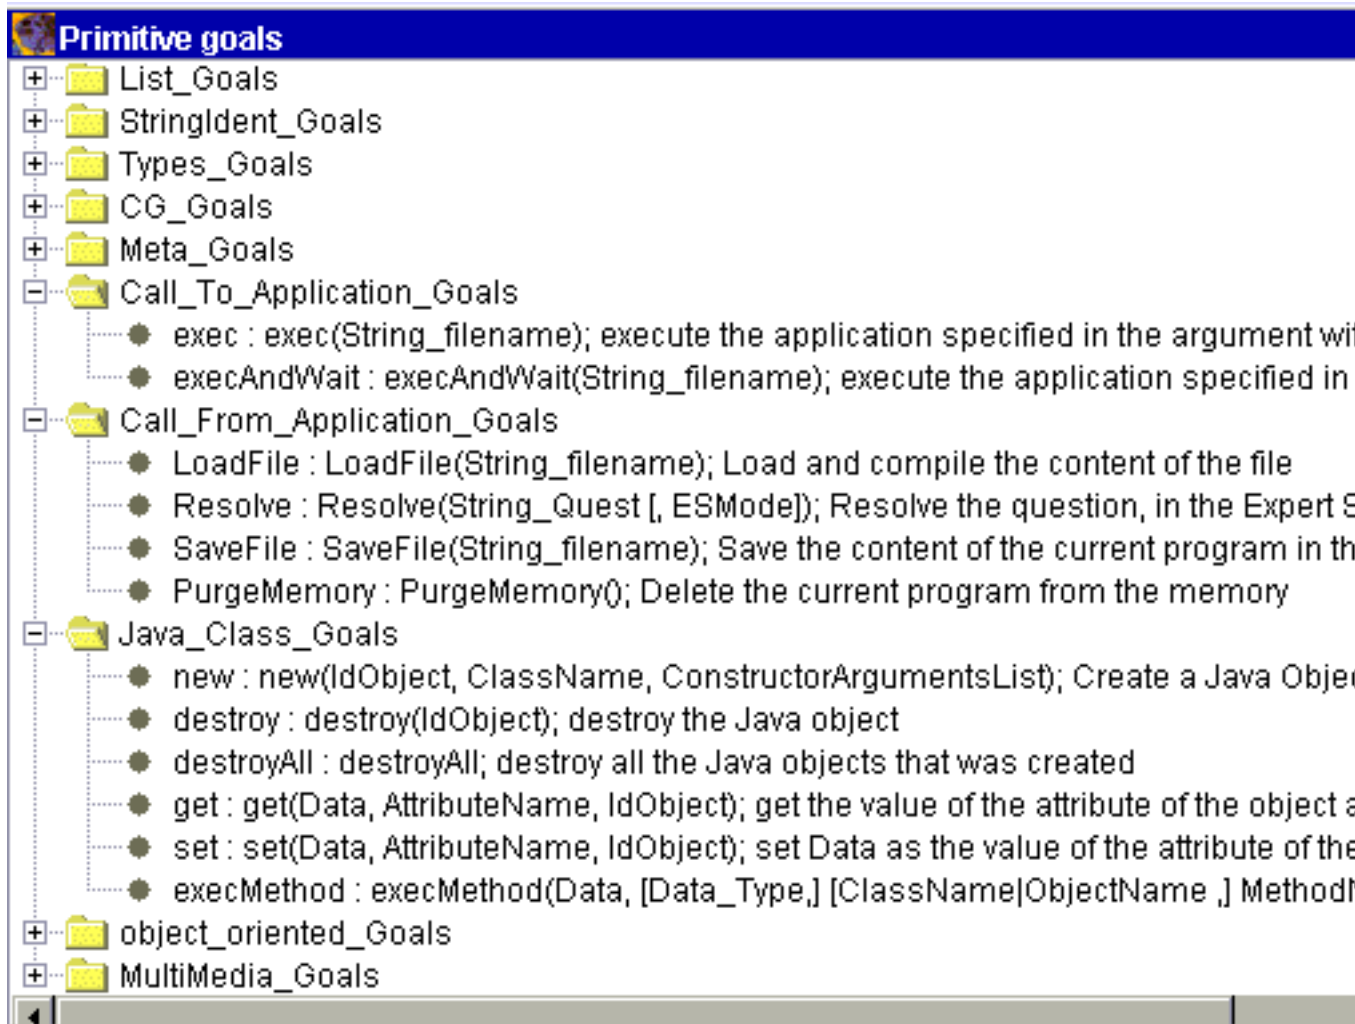 Primitive goals
List_Goals
StringIdent_Goals
Types_Goals
CG_Goals
Meta_Goals
Call_To_Application_Goals
exec : exec(String_filename); execute the application specified in the argument
execAndWait : execAndWait(String_filename); execute the application specified in
Call_From_Application_Goals
LoadFile : LoadFile(String_filename); Load and compile the content of the file
Resolve : Resolve(String_Quest [, ESMode]); Resolve the question, in the Expert
SaveFile : SaveFile(String_filename); Save the content of the current program in
PurgeMemory : PurgeMemory(); Delete the current program from the memory
Java_Class_Goals
new : new(IdObject, ClassName, ConstructorArgumentsList); Create a Java
destroy : destroy(IdObject); destroy the Java object
destroyAll : destroyAll; destroy all the Java objects that was created
get : get(Data, AttributeName, IdObject); get the value of the attribute of the object
set : set(Data, AttributeName, IdObject); set Data as the value of the attribute of the
execMethod : execMethod(Data, [Data_Type,] [ClassName|ObjectName ,]
object_oriented_Goals
MultiMedia_Goals